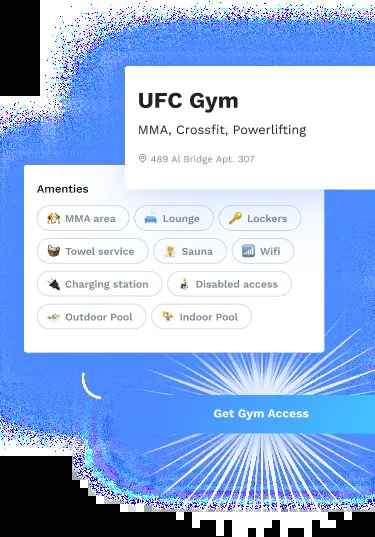 UFC Gym
MMA, Crossfit, Powerlifting
489 Al Bridge Apt. 307
Amenties
MMA area
Lounge
Lockers
Towel service
Sauna
Wifi
Charging station
Disabled access
Outdoor Pool
Indoor Pool
Get Gym Access